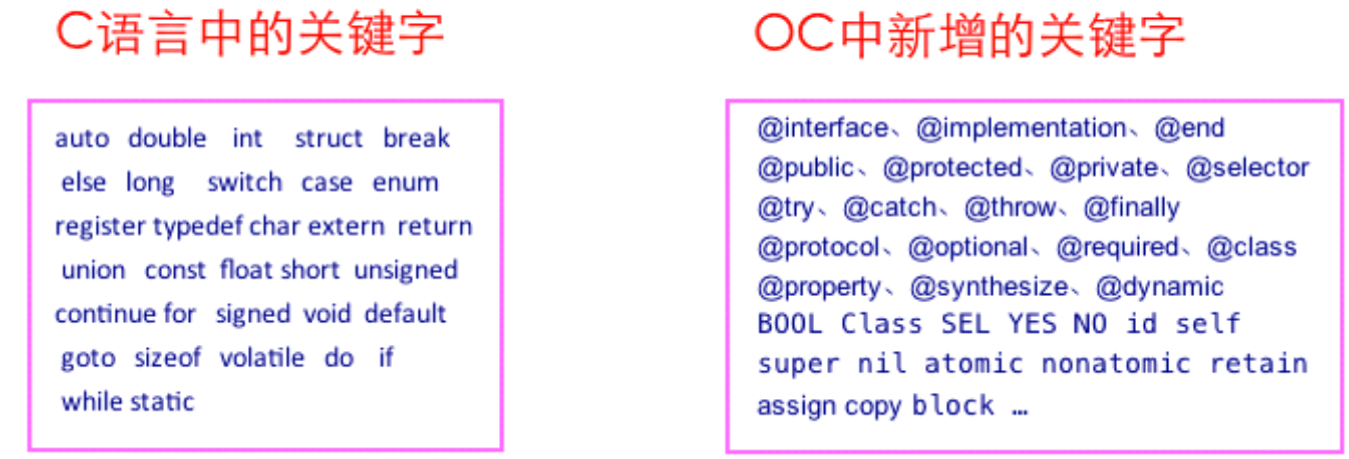 C语言中的关键字
auto double int struct break
else long switch case enum
register typedef char extern return
union const float short unsigned
continue for signed void default
goto sizeof volatile do if
while static
OC中新增的关键字
@interface、@implementation、@end
@public、@protected、@private、@selector
@try、@catch、@throw、@finally
@protocol、@optional、@required、@class
@property、@synthesize、@dynamic
BOOL Class SEL YES NO id self
super nil atomic nonatomic retain
assign copy block …